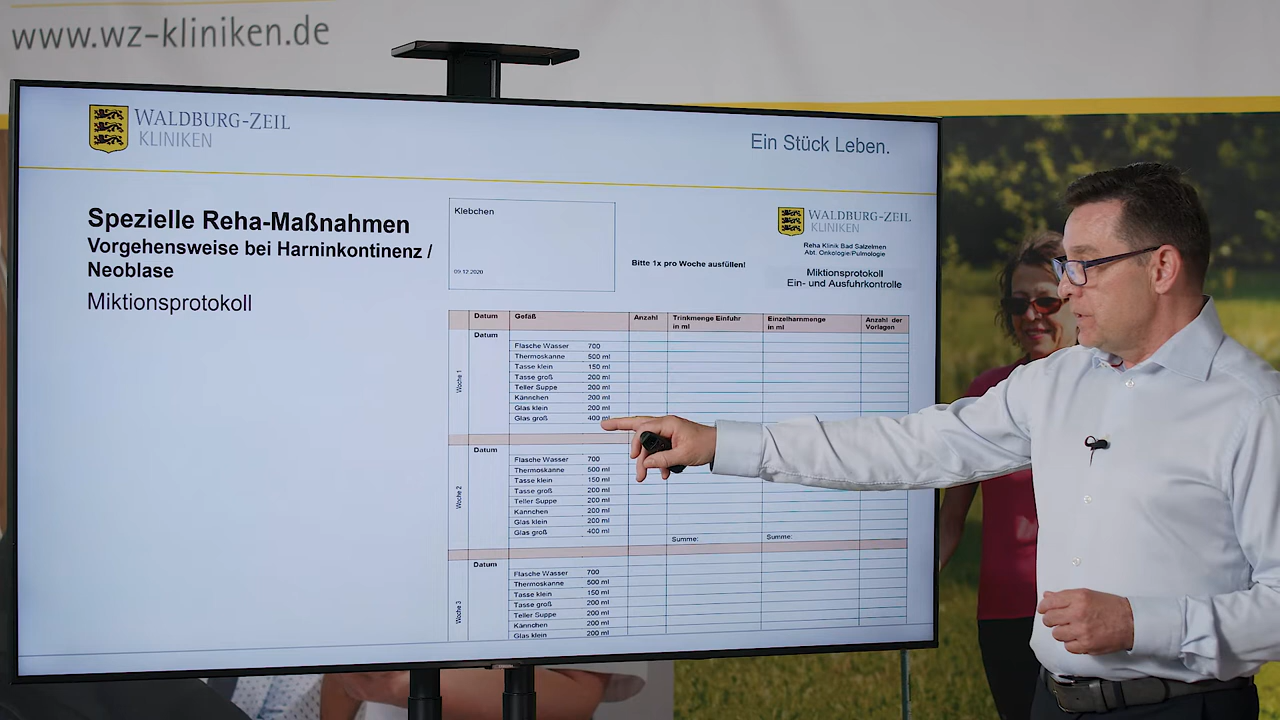 www.wz-kliniken.de
WALDBURG-ZEIL
KLINIKEN
Ein Stück Leben.
Spezielle Reha-Maßnahmen
Vorgehensweise bei Harninkontinenz /
Neoblase
Miktionsprotokoll
Klebchen
09.12.2020
Bitte 1x pro Woche ausfüllen!
WALDBURG-ZEIL
KLINIKEN
Reha Klinik Bad Salzelmen
Abt. Onkologie/Pulmologie
Miktionsprotokoll
Ein- und Ausfuhrkontrolle
Datum Gefäß Anzahl Trinkmenge Einfuhr in ml Einzelharnmenge in ml Anzahl der Vorlagen
Woche 1
Datum
Flasche Wasser 700
Thermoskanne 500 ml
Tasse klein 150 ml
Tasse groß 200 ml
Teller Suppe 200 ml
Kännchen 200 ml
Glas klein 200 ml
Glas groß 400 ml
Woche 2
Datum
Flasche Wasser 700
Thermoskanne 500 ml
Tasse klein 150 ml
Tasse groß 200 ml
Teller Suppe 200 ml
Kännchen 200 ml
Glas klein 200 ml
Glas groß 400 ml
Summe: Summe:
Woche 3
Datum
Flasche Wasser 700
Thermoskanne 500 ml
Tasse klein 150 ml
Tasse groß 200 ml
Teller Suppe 200 ml
Kännchen 200 ml
Glas klein 200 ml